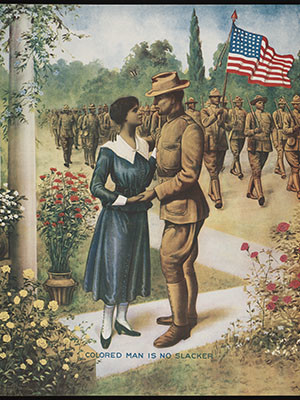 COLORED MAN IS NO SLACKER